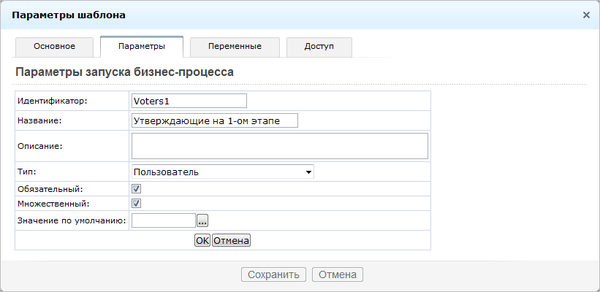 Параметры шаблона
Основное Параметры Переменные Доступ
Параметры запуска бизнес-процесса
Идентификатор: Voters1
Название: Утверждающие на 1-ом этапе
Описание:
Тип: Пользователь
Обязательный:
Множественный:
Значение по умолчанию: ...
OK Отмена
Сохранить Отмена